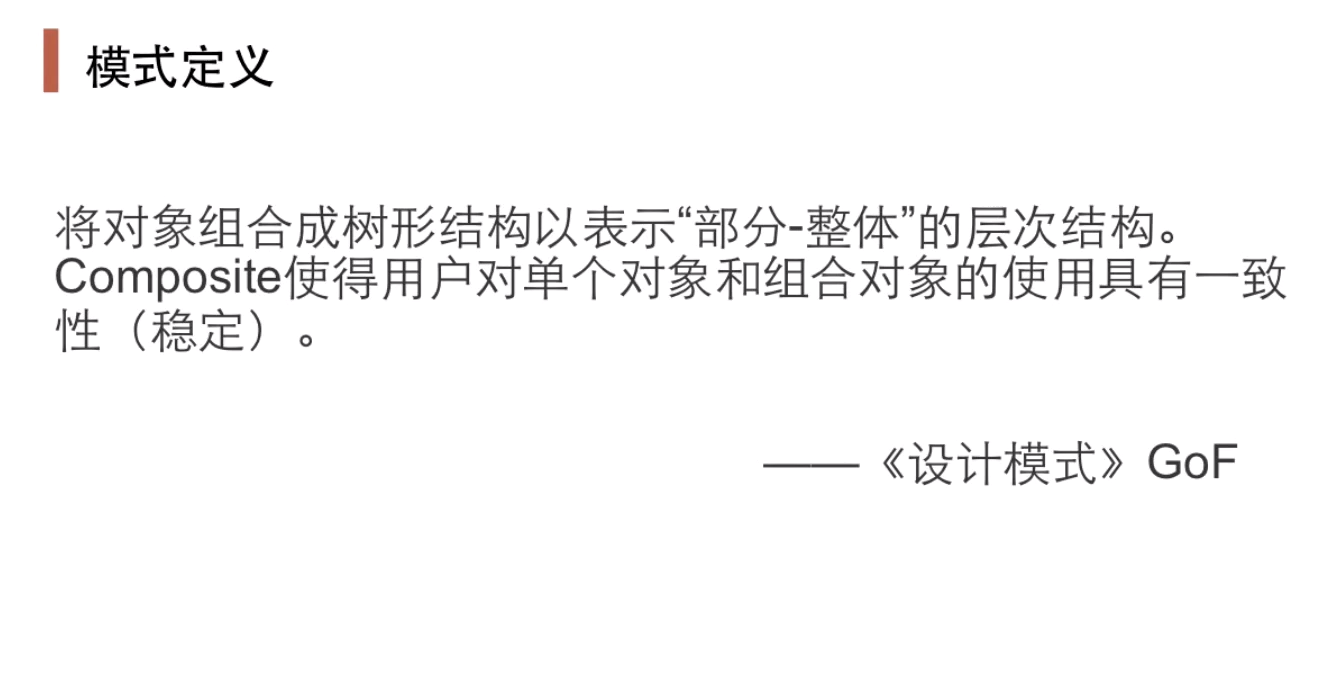 模式定义
将对象组合成树形结构以表示“部分-整体”的层次结构。
Composite使得用户对单个对象和组合对象的使用具有一致
性（稳定）。
——《设计模式》GoF